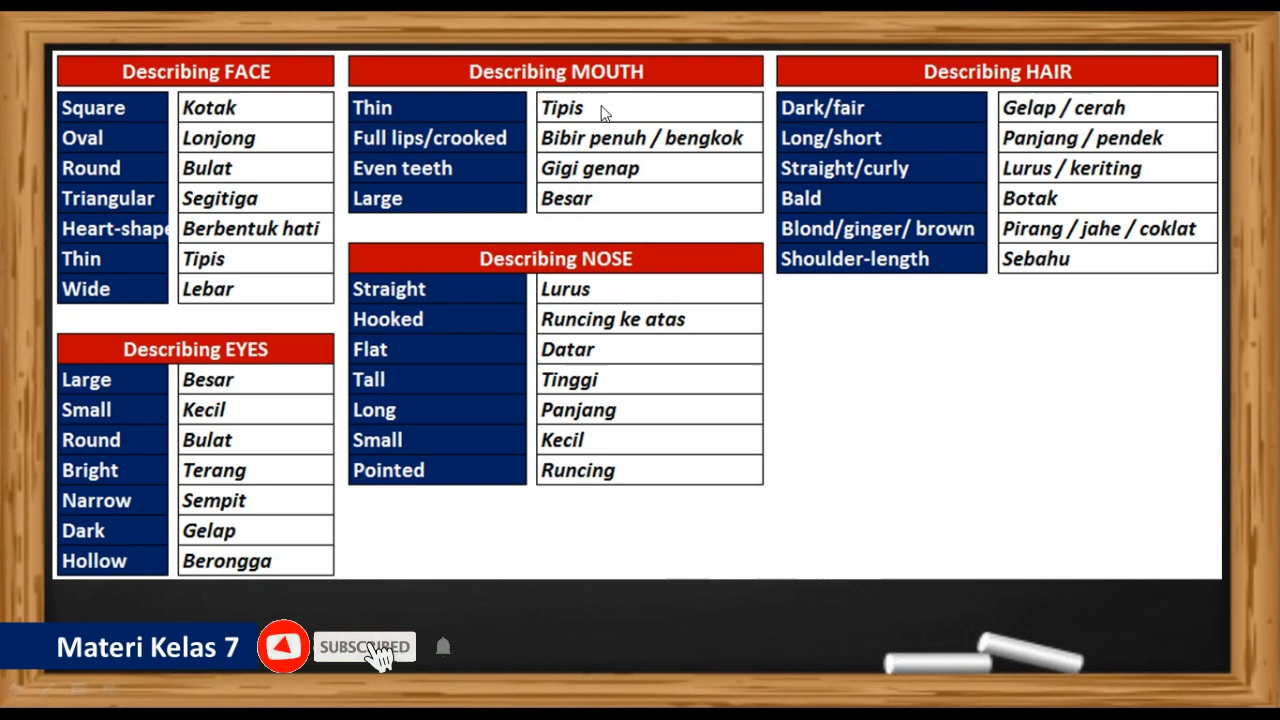 Describing FACE
Square Kotak
Oval Lonjong
Round Bulat
Triangular Segitiga
Heart-shape Berbentuk hati
Thin Tipis
Wide Lebar
Describing EYES
Large Besar
Small Kecil
Round Bulat
Bright Terang
Narrow Sempit
Dark Gelap
Hollow Berongga
Describing MOUTH
Thin Tipis
Full lips/crooked Bibir penuh / bengkok
Even teeth Gigi genap
Large Besar
Describing NOSE
Straight Lurus
Hooked Runcing ke atas
Flat Datar
Tall Tinggi
Long Panjang
Small Kecil
Pointed Runcing
Describing HAIR
Dark/fair Gelap / cerah
Long/short Panjang / pendek
Straight/curly Lurus / keriting
Bald Botak
Blond/ginger/ brown Pirang / jahe / coklat
Shoulder-length Sebahu
Materi Kelas 7
SUBSCRIBED